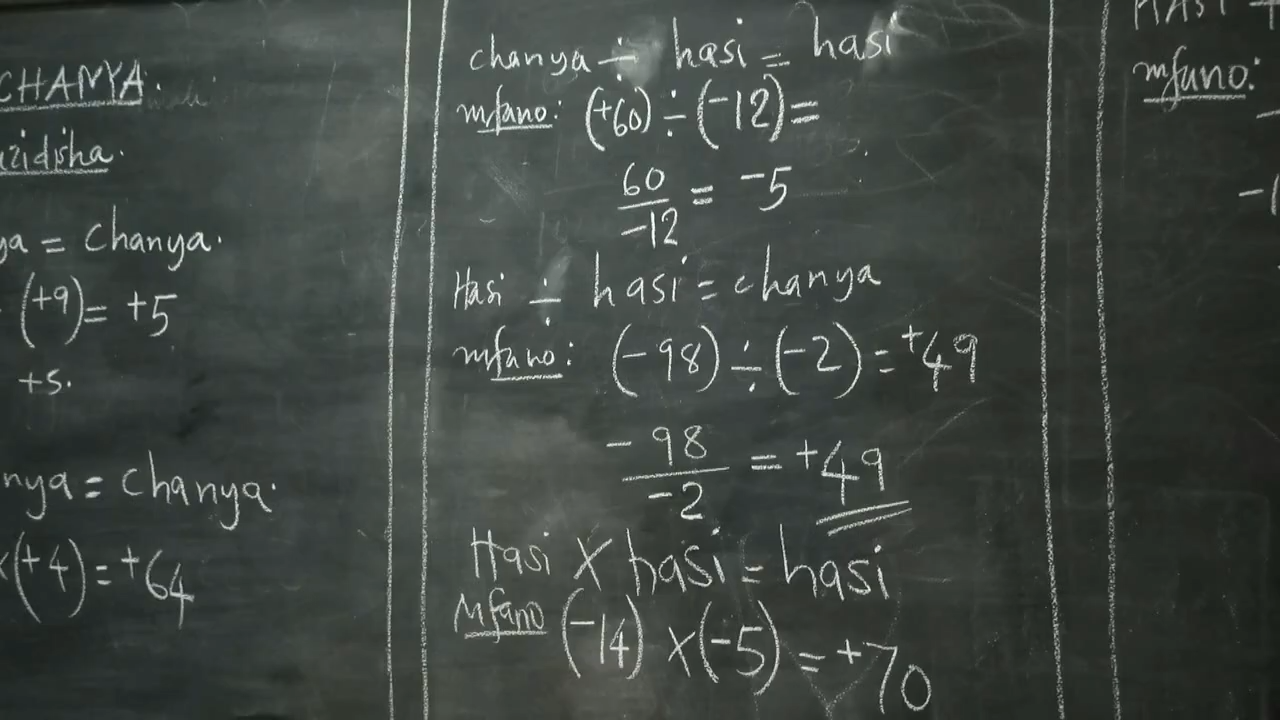 CHANYA.
uzidisha.
ya = Chanya.
(+9) = +5
+5.
nya = chanya.
x(+4) = +64
chanya ÷ hasi = hasi
mfano: (+60) ÷ (-12) =
60/-12 = -5
Hasi ÷ hasi = chanya
mfano: (-98) ÷ (-2) = +49
-98/-2 = +49
Hasi X hasi = hasi
Mfano (-14) x (-5) = +70
HASI
mfano: